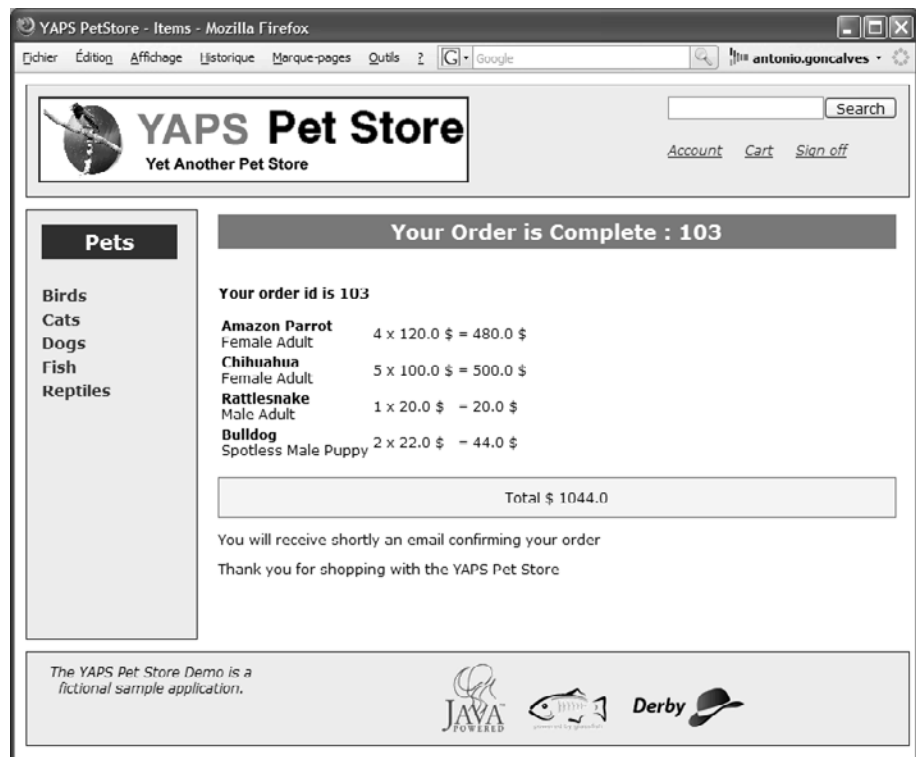 YAPS PetStore - Items - Mozilla Firefox
Fichier Édition Affichage Historique Marque-pages Outils ? G Google antonio.goncalves
YAPS Pet Store
Yet Another Pet Store
Search
Account Cart Sign off
Pets
Birds
Cats
Dogs
Fish
Reptiles
Your Order is Complete : 103
Your order id is 103
Amazon Parrot
Female Adult 4 x 120.0 $ = 480.0 $
Chihuahua
Female Adult 5 x 100.0 $ = 500.0 $
Rattlesnake
Male Adult 1 x 20.0 $ = 20.0 $
Bulldog
Spotless Male Puppy 2 x 22.0 $ = 44.0 $
Total $ 1044.0
You will receive shortly an email confirming your order
Thank you for shopping with the YAPS Pet Store
The YAPS Pet Store Demo is a
fictional sample application.
JAVA
POWERED
powered by glassfish
Derby